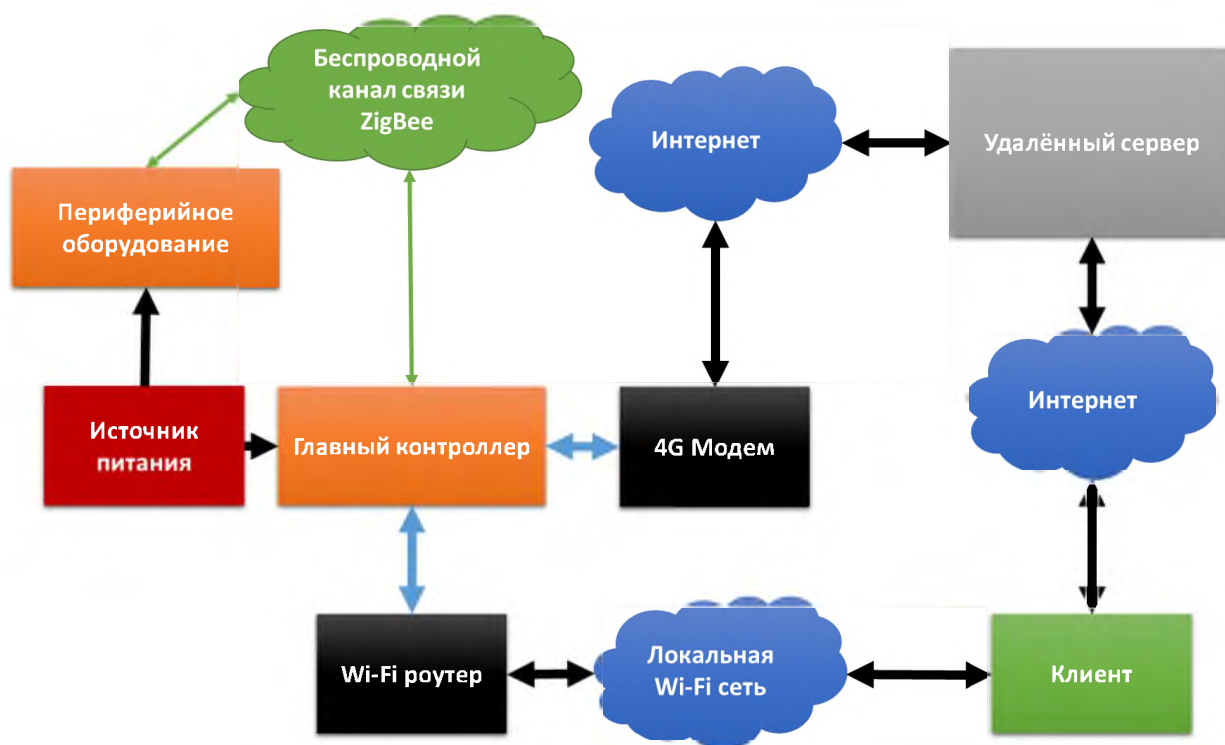 Беспроводной
канал связи
ZigBee
Интернет
Удалённый сервер
Периферийное
оборудование
Интернет
Источник
питания
Главный контроллер
4G Модем
Wi-Fi роутер
Локальная
Wi-Fi сеть
Клиент